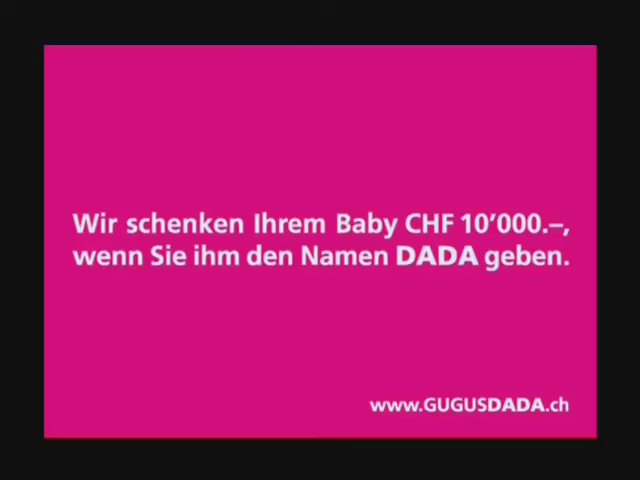 Wir schenken Ihrem Baby CHF 10’000.–,
wenn Sie ihm den Namen DADA geben.
www.GUGUSDADA.ch